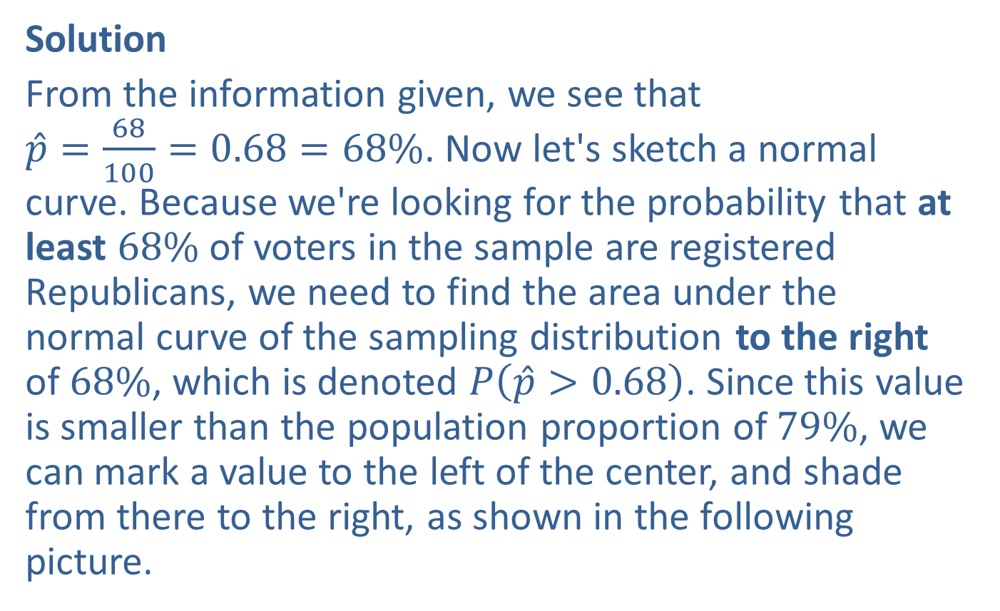 Solution
From the information given, we see that
p̂ = 68/100 = 0.68 = 68%. Now let's sketch a normal
curve. Because we're looking for the probability that at
least 68% of voters in the sample are registered
Republicans, we need to find the area under the
normal curve of the sampling distribution to the right
of 68%, which is denoted P(p̂ > 0.68). Since this value
is smaller than the population proportion of 79%, we
can mark a value to the left of the center, and shade
from there to the right, as shown in the following
picture.